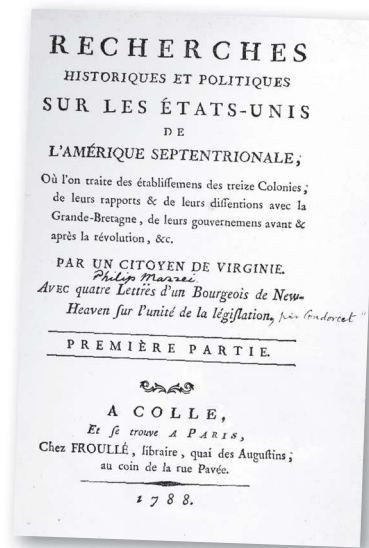 RECHERCHES
HISTORIQUES ET POLITIQUES
SUR LES ÉTATS-UNIS
DE
L'AMÉRIQUE SEPTENTRIONALE;
Où l'on traite des établiſſemens des treize Colonies,
de leurs rapports & de leurs diſſentions avec la
Grande-Bretagne, de leurs gouvernemens avant &
après la révolution, &c.
PAR UN CITOYEN DE VIRGINIE.
Philip Mazzei.
AVEC quatre Lettres d'un Bourgeois de New-
Heaven ſur l'unité de la légiſlation, par Condorcet
PREMIÈRE PARTIE.
A COLLE,
Et ſe trouve A PARIS,
Chez FROULLÉ, libraire, quai des Auguſtins,
au coin de la rue Pavée.
1788.